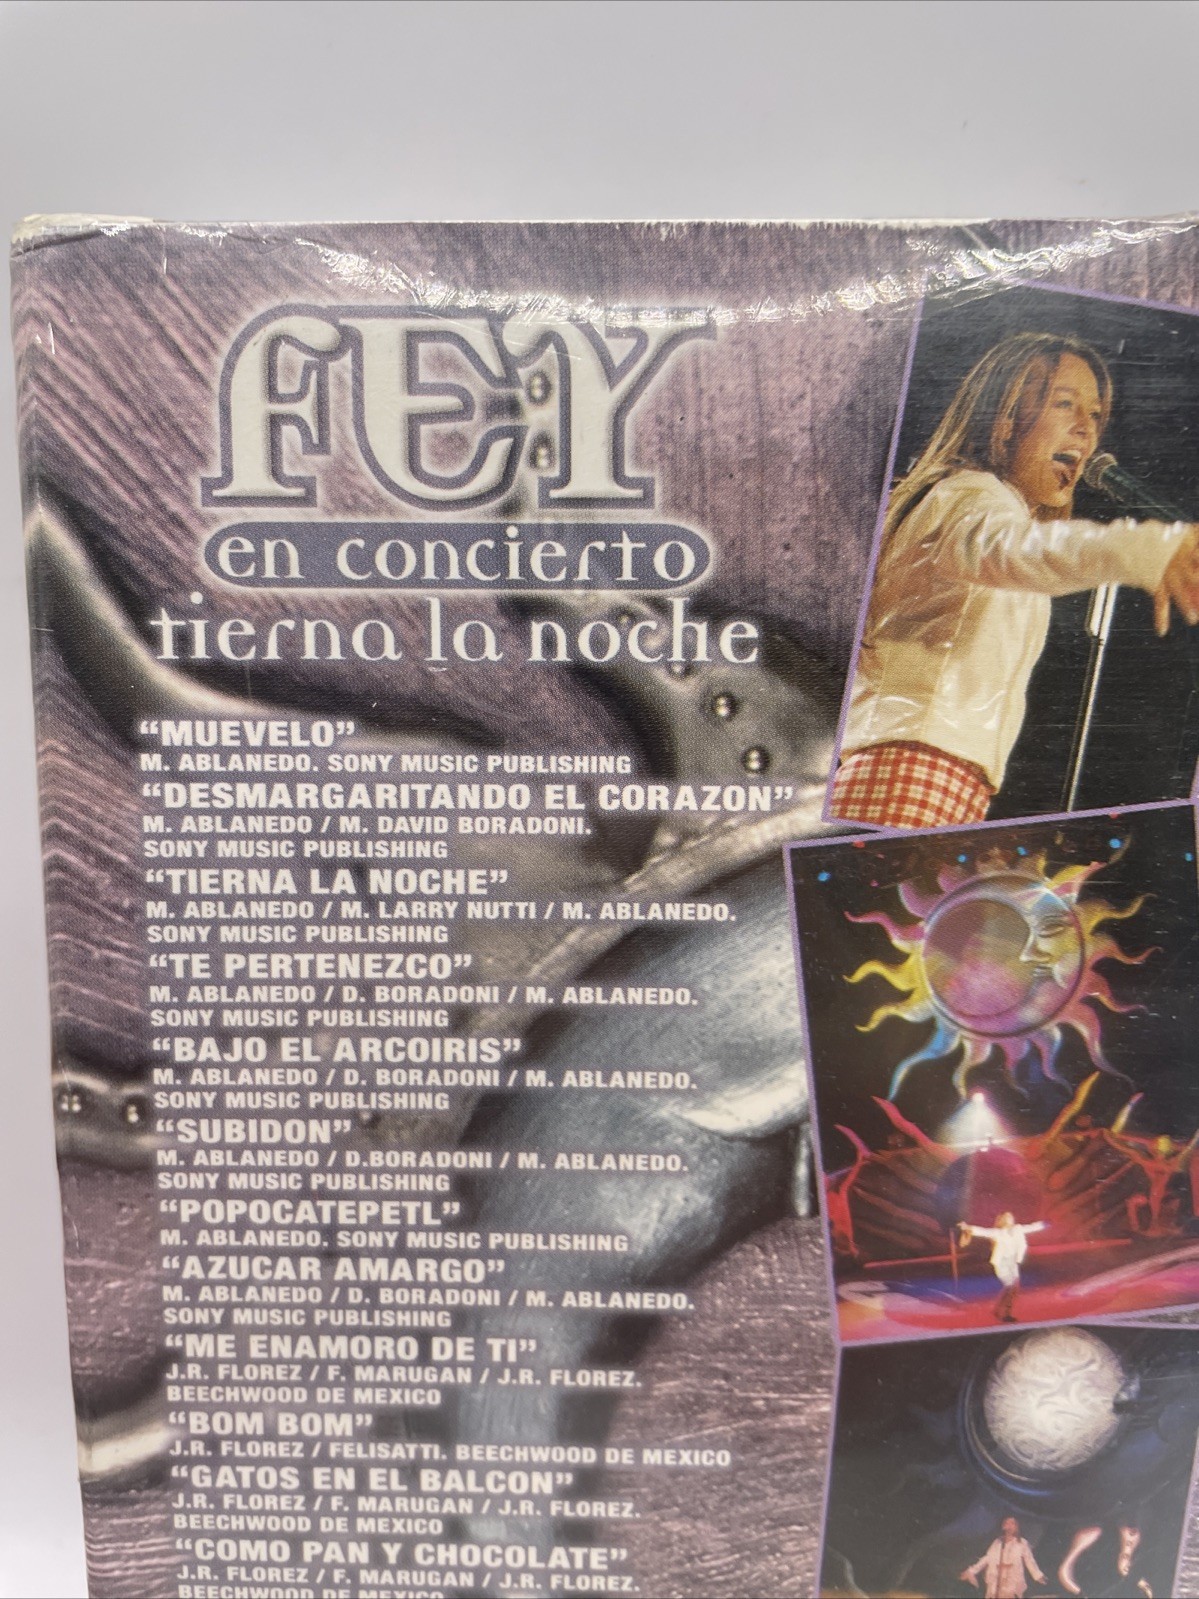 FEY
en concierto
tierna la noche
"MUEVELO"
M. ABLANEDO. SONY MUSIC PUBLISHING
"DESMARGARITANDO EL CORAZON"
M. ABLANEDO / M. DAVID BORADONI.
SONY MUSIC PUBLISHING
"TIERNA LA NOCHE"
M. ABLANEDO / M. LARRY NUTTI / M. ABLANEDO.
SONY MUSIC PUBLISHING
"TE PERTENEZCO"
M. ABLANEDO / D. BORADONI / M. ABLANEDO.
SONY MUSIC PUBLISHING
"BAJO EL ARCOIRIS"
M. ABLANEDO / D. BORADONI / M. ABLANEDO.
SONY MUSIC PUBLISHING
"SUBIDON"
M. ABLANEDO / D.BORADONI / M. ABLANEDO.
SONY MUSIC PUBLISHING
"POPOCATEPETL"
M. ABLANEDO. SONY MUSIC PUBLISHING
"AZUCAR AMARGO"
M. ABLANEDO / D. BORADONI / M. ABLANEDO.
SONY MUSIC PUBLISHING
"ME ENAMORO DE TI"
J.R. FLOREZ / F. MARUGAN / J.R. FLOREZ.
BEECHWOOD DE MEXICO
"BOM BOM"
J.R. FLOREZ / FELISATTI. BEECHWOOD DE MEXICO
"GATOS EN EL BALCON"
J.R. FLOREZ / F. MARUGAN / J.R. FLOREZ.
BEECHWOOD DE MEXICO
"COMO PAN Y CHOCOLATE"
J.R. FLOREZ / F. MARUGAN / J.R. FLOREZ.
BEECHWOOD DE MEXICO